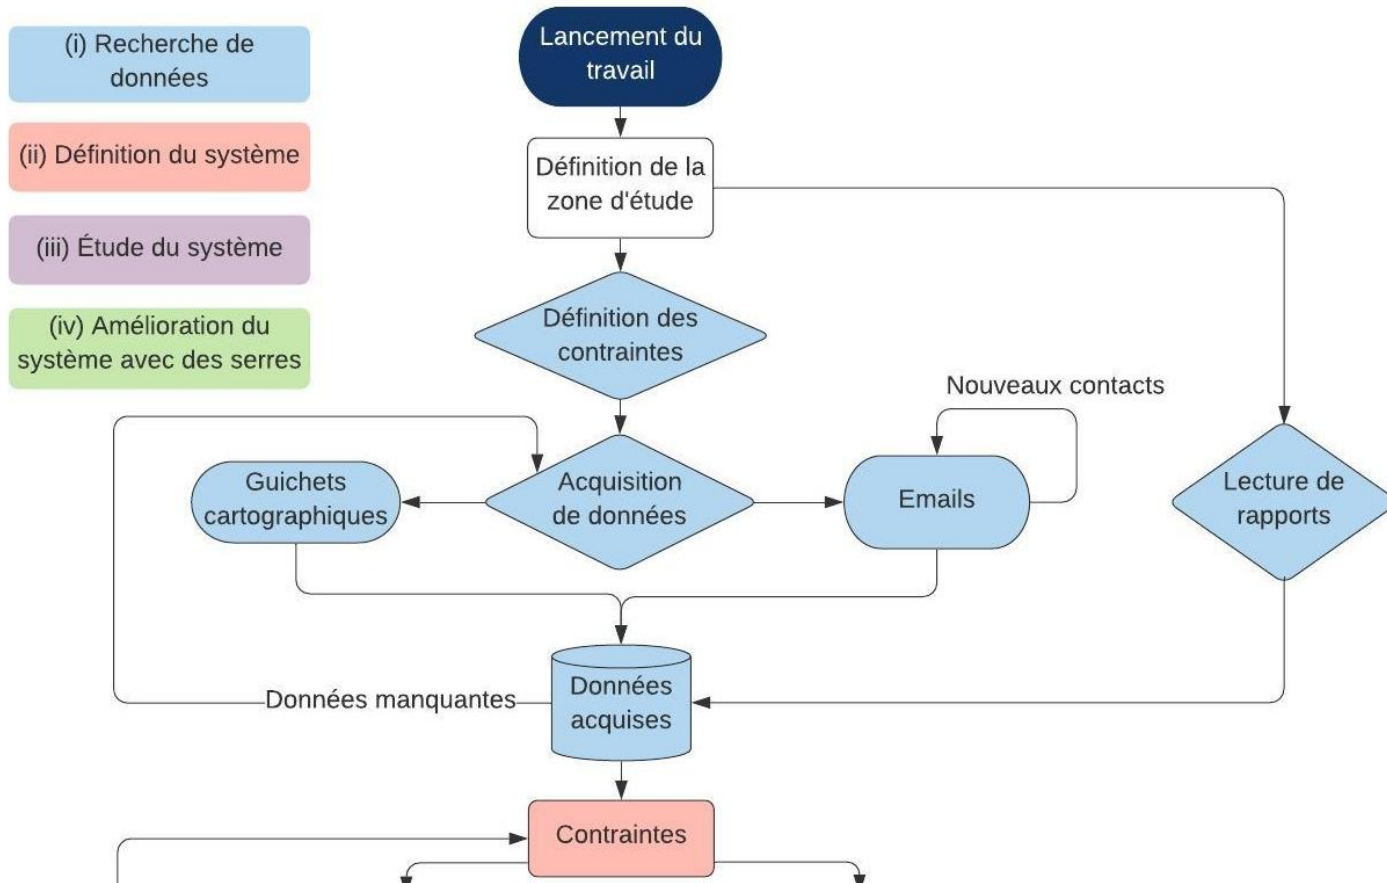 (i) Recherche de
données
(ii) Définition du système
(iii) Étude du système
(iv) Amélioration du
système avec des serres
Lancement du
travail
Définition de la
zone d'étude
Définition des
contraintes
Nouveaux contacts
Guichets
cartographiques
Acquisition
de données
Emails
Lecture de
rapports
Données manquantes
Données
acquises
Contraintes